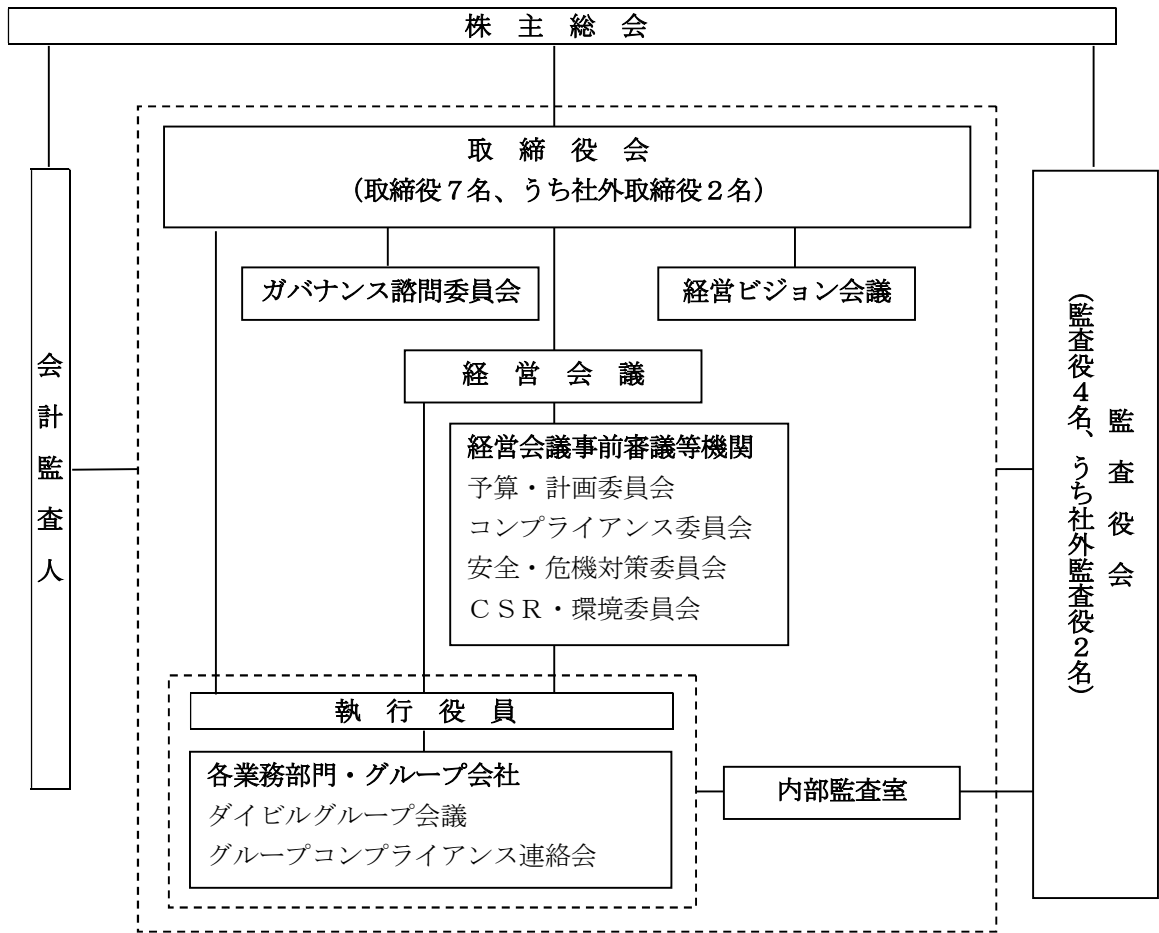 株 主 総 会
取 締 役 会
（取締役７名、うち社外取締役２名）
ガバナンス諮問委員会
経営ビジョン会議
経 営 会 議
経営会議事前審議等機関
予算・計画委員会
コンプライアンス委員会
安全・危機対策委員会
ＣＳＲ・環境委員会
執 行 役 員
各業務部門・グループ会社
ダイビルグループ会議
グループコンプライアンス連絡会
内部監査室
会計監査人
監査役会
（監査役４名、うち社外監査役２名）